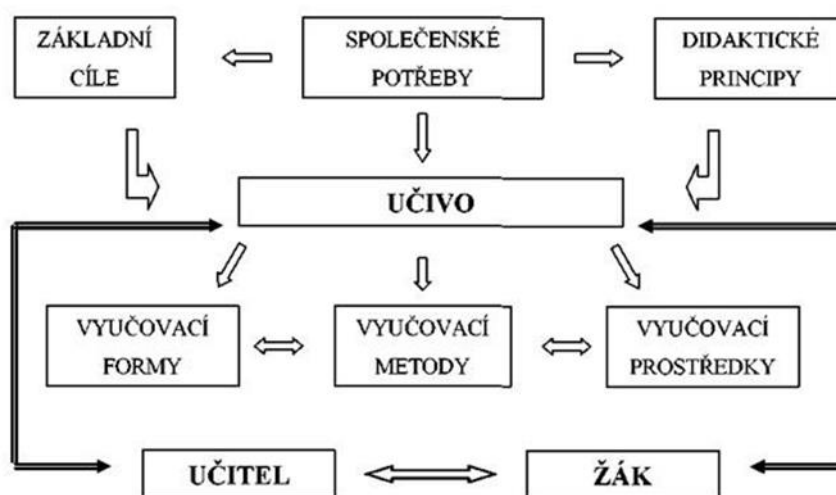 ZÁKLADNÍ
CÍLE
SPOLEČENSKÉ
POTŘEBY
DIDAKTICKÉ
PRINCIPY
UČIVO
VYUČOVACÍ
FORMY
VYUČOVACÍ
METODY
VYUČOVACÍ
PROSTŘEDKY
UČITEL
ŽÁK